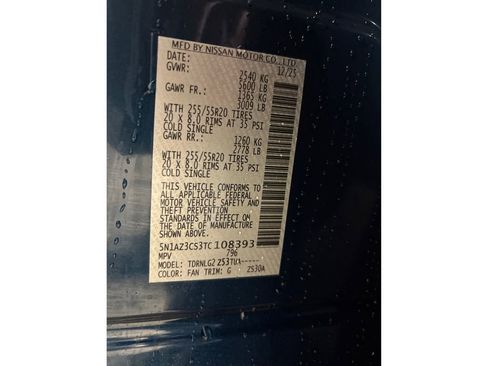 MFD BY NISSAN MOTOR CO., LTD.
DATE: 12/25
GVWR: 2540 KG
5600 LB
GAWR FR.: 1365 KG
3009 LB
WITH 255/55R20 TIRES
20 X 8.0 RIMS AT 35 PSI
COLD SINGLE
GAWR RR.: 1260 KG
2778 LB
WITH 255/55R20 TIRES
20 X 8.0 RIMS AT 35 PSI
COLD SINGLE
THIS VEHICLE CONFORMS TO
ALL APPLICABLE FEDERAL
MOTOR VEHICLE SAFETY AND
THEFT PREVENTION
STANDARDS IN EFFECT ON
THE DATE OF MANUFACTURE
SHOWN ABOVE.
5N1AZ3CS3TC108393
MPV 796
MODEL: TDRNLG2
COLOR: FAN TRIM: G ZS30A